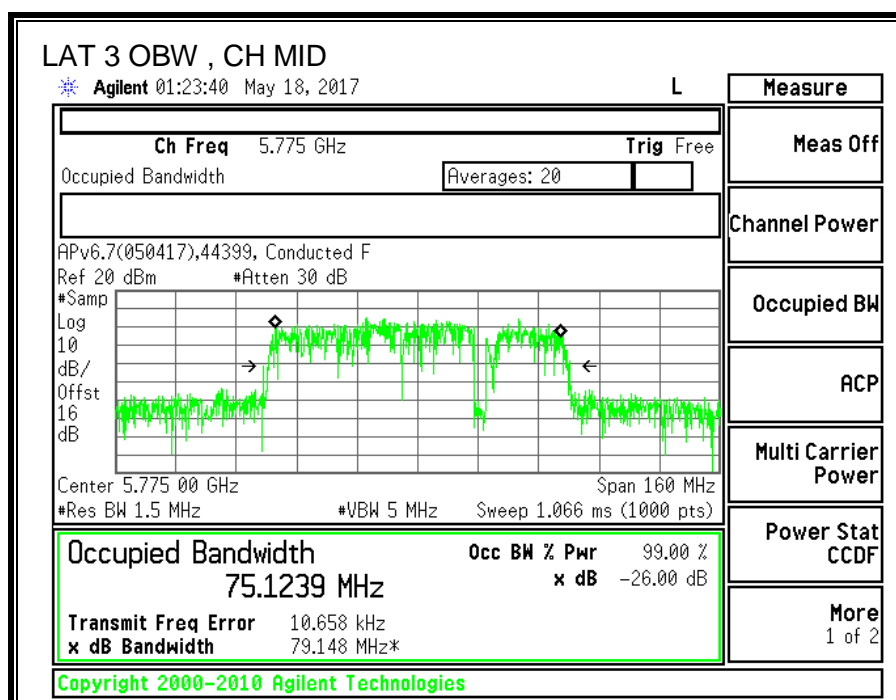 LAT 3 OBW , CH MID
Agilent 01:23:40 May 18, 2017 L
Measure
Ch Freq 5.775 GHz Trig Free
Occupied Bandwidth Averages: 20
APv6.7(050417),44399, Conducted F
Ref 20 dBm #Atten 30 dB
#Samp
Log
10
dB/
Offst
16
dB
Center 5.775 00 GHz Span 160 MHz
#Res BW 1.5 MHz #VBW 5 MHz Sweep 1.066 ms (1000 pts)
Occupied Bandwidth Occ BW % Pwr 99.00 %
75.1239 MHz x dB -26.00 dB
Transmit Freq Error 10.658 kHz
x dB Bandwidth 79.148 MHz*
Meas Off
Channel Power
Occupied BW
ACP
Multi Carrier
Power
Power Stat
CCDF
More
1 of 2
Copyright 2000-2010 Agilent Technologies